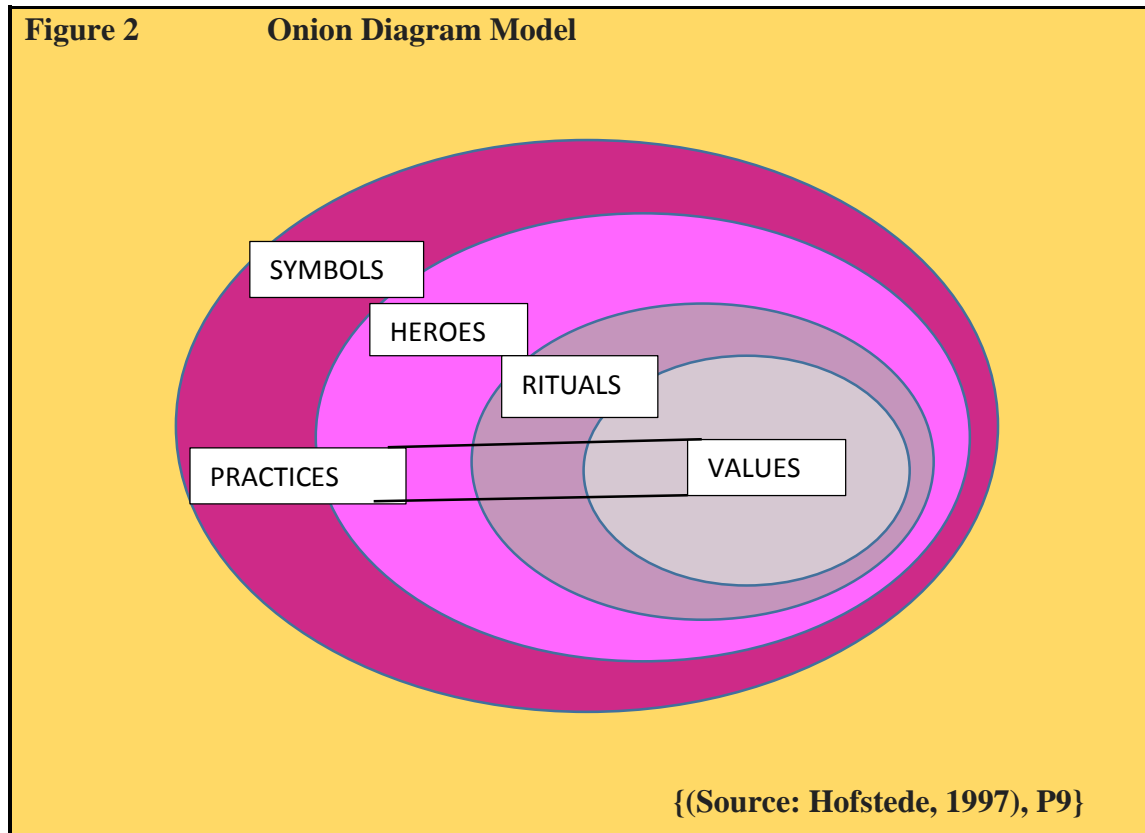 Figure 2 Onion Diagram Model
SYMBOLS
HEROES
RITUALS
PRACTICES VALUES
{(Source: Hofstede, 1997), P9}